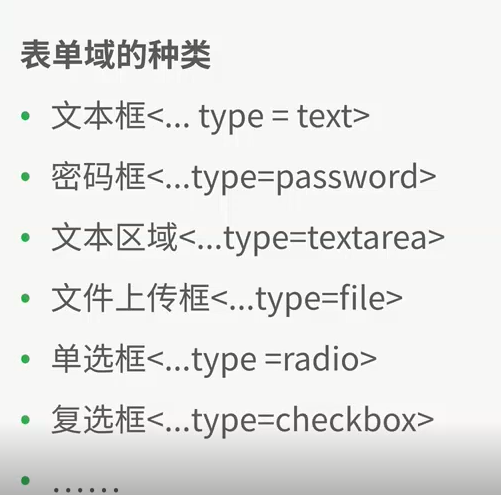 表单域的种类
• 文本框<... type = text>
• 密码框<...type=password>
• 文本区域<...type=textarea>
• 文件上传框<...type=file>
• 单选框<...type =radio>
• 复选框<...type=checkbox>
• ……